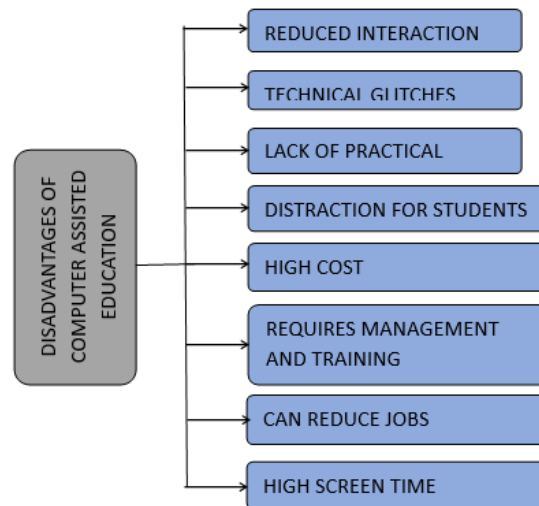 DISADVANTAGES OF
COMPUTER ASSISTED
EDUCATION
REDUCED INTERACTION
TECHNICAL GLITCHES
LACK OF PRACTICAL
DISTRACTION FOR STUDENTS
HIGH COST
REQUIRES MANAGEMENT
AND TRAINING
CAN REDUCE JOBS
HIGH SCREEN TIME